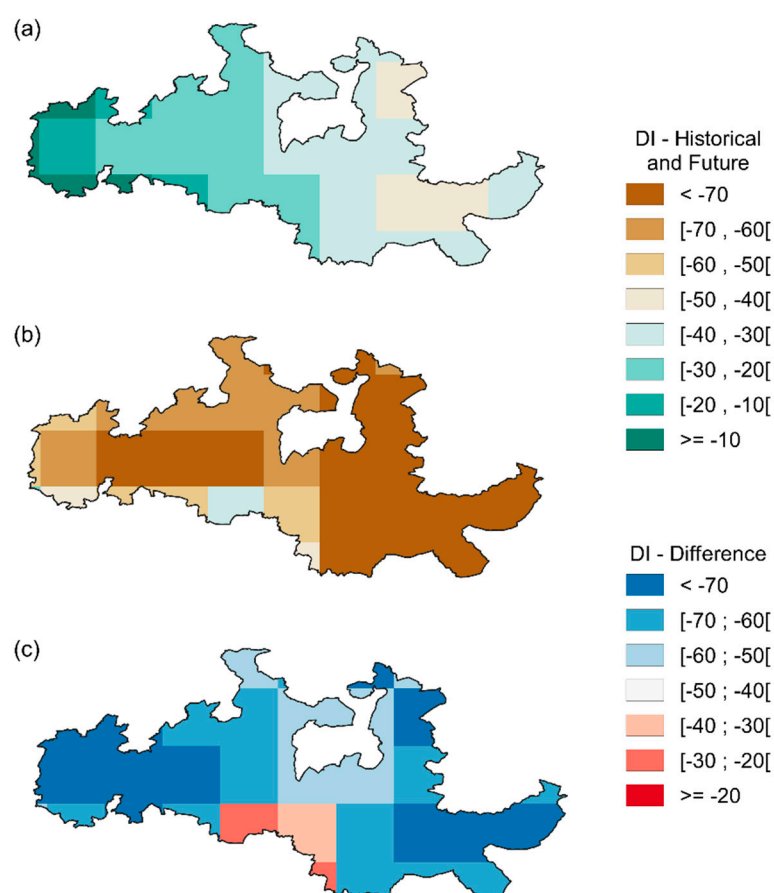 (a)
DI - Historical
and Future
< -70
[-70 , -60[
[-60 , -50[
[-50 , -40[
[-40 , -30[
[-30 , -20[
[-20 , -10[
>= -10
(b)
DI - Difference
< -70
[-70 ; -60[
[-60 ; -50[
[-50 ; -40[
[-40 ; -30[
[-30 ; -20[
>= -20
(c)